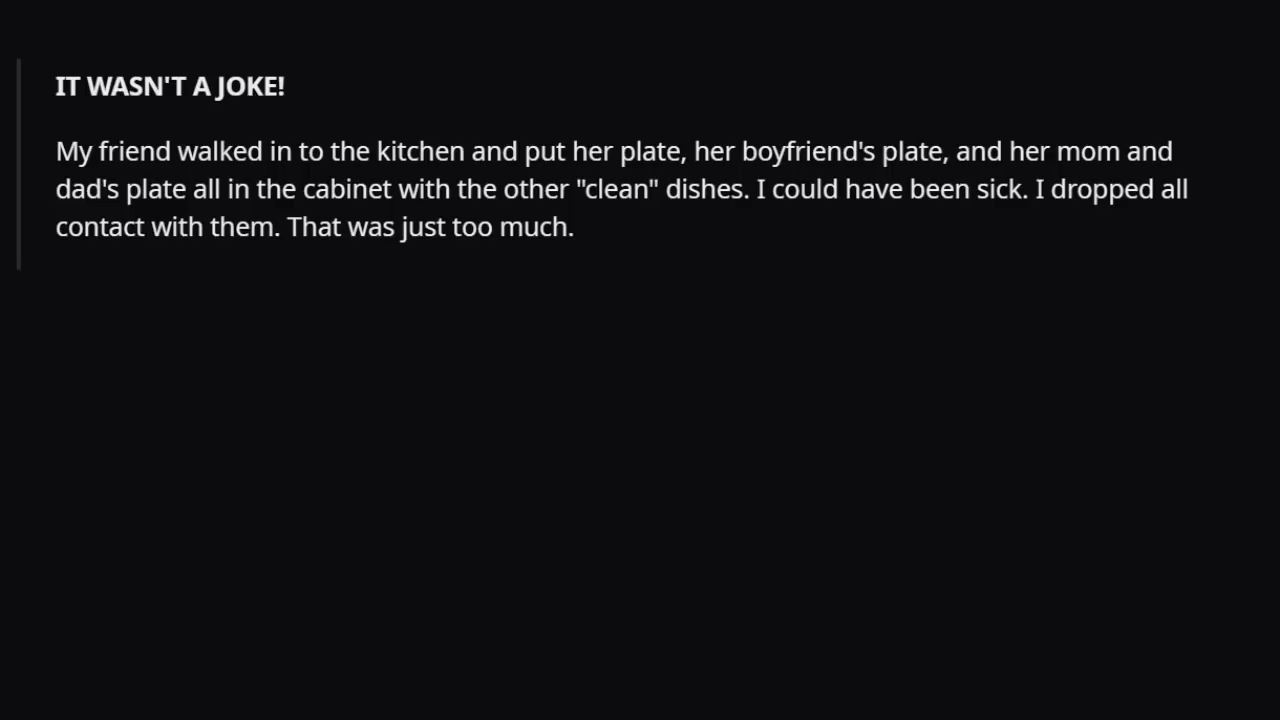 IT WASN'T A JOKE!
My friend walked in to the kitchen and put her plate, her boyfriend's plate, and her mom and
dad's plate all in the cabinet with the other "clean" dishes. I could have been sick. I dropped all
contact with them. That was just too much.